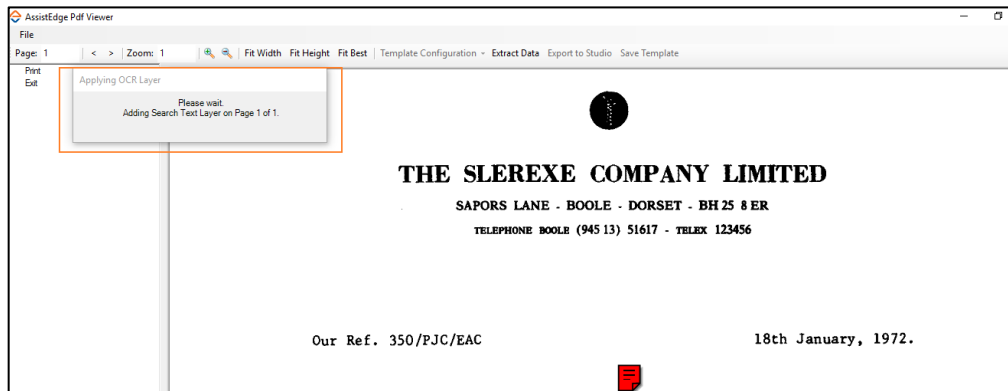 AssistEdge Pdf Viewer
File
Page: 1 < > Zoom: 1 Fit Width Fit Height Fit Best Template Configuration Extract Data Export to Studio Save Template
Print
Exit
Applying OCR Layer
Please wait.
Adding Search Text Layer on Page 1 of 1.
THE SLEREXE COMPANY LIMITED
SAPORS LANE - BOOLE - DORSET - BH 25 8 ER
TELEPHONE BOOLE (945 13) 51617 - TELEX 123456
Our Ref. 350/PJC/EAC 18th January, 1972.